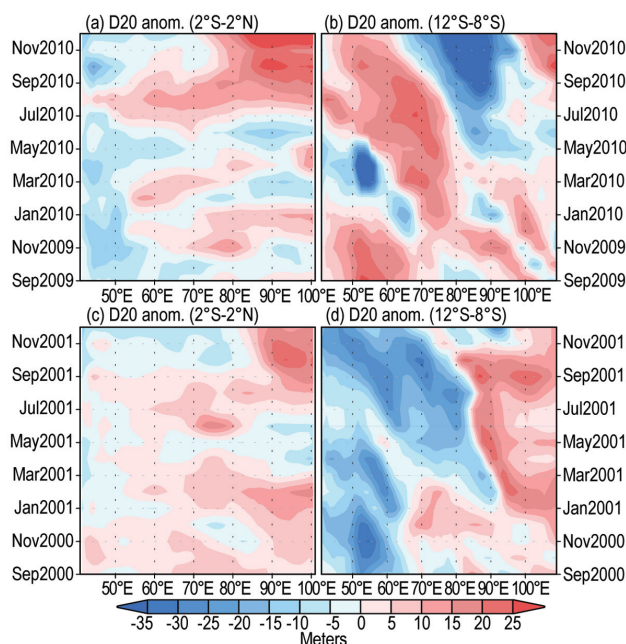 (a) D20 anom. (2°S-2°N)
(b) D20 anom. (12°S-8°S)
Nov2010
Sep2010
Jul2010
May2010
Mar2010
Jan2010
Nov2009
Sep2009
Nov2010
Sep2010
Jul2010
May2010
Mar2010
Jan2010
Nov2009
Sep2009
50°E 60°E 70°E 80°E 90°E 100°E
50°E 60°E 70°E 80°E 90°E 100°E
(c) D20 anom. (2°S-2°N)
(d) D20 anom. (12°S-8°S)
Nov2001
Sep2001
Jul2001
May2001
Mar2001
Jan2001
Nov2000
Sep2000
Nov2001
Sep2001
Jul2001
May2001
Mar2001
Jan2001
Nov2000
Sep2000
50°E 60°E 70°E 80°E 90°E 100°E
50°E 60°E 70°E 80°E 90°E 100°E
-35 -30 -25 -20 -15 -10 -5 0 5 10 15 20 25
Meters